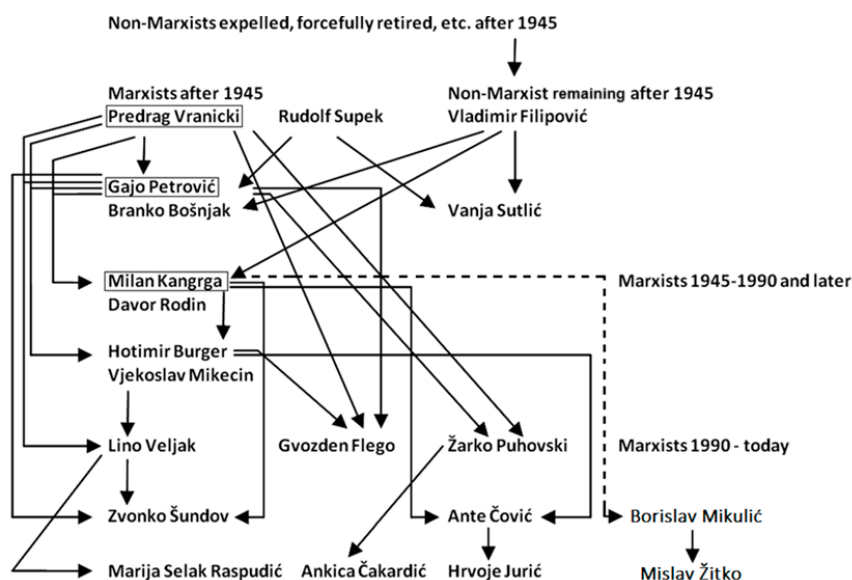 Non-Marxists expelled, forcefully retired, etc. after 1945
Marxists after 1945
Non-Marxist remaining after 1945
Predrag Vranicki
Rudolf Supek
Vladimir Filipović
Gajo Petrović
Branko Bošnjak
Vanja Sutlić
Milan Kangrga
Marxists 1945-1990 and later
Davor Rodin
Hotimir Burger
Vjekoslav Mikecin
Lino Veljak
Gvozden Flego
Žarko Puhovski
Marxists 1990 - today
Zvonko Šundov
Ante Čović
Borislav Mikulić
Marija Selak Raspudić
Ankica Čakardić
Hrvoje Jurić
Mislav Žitko